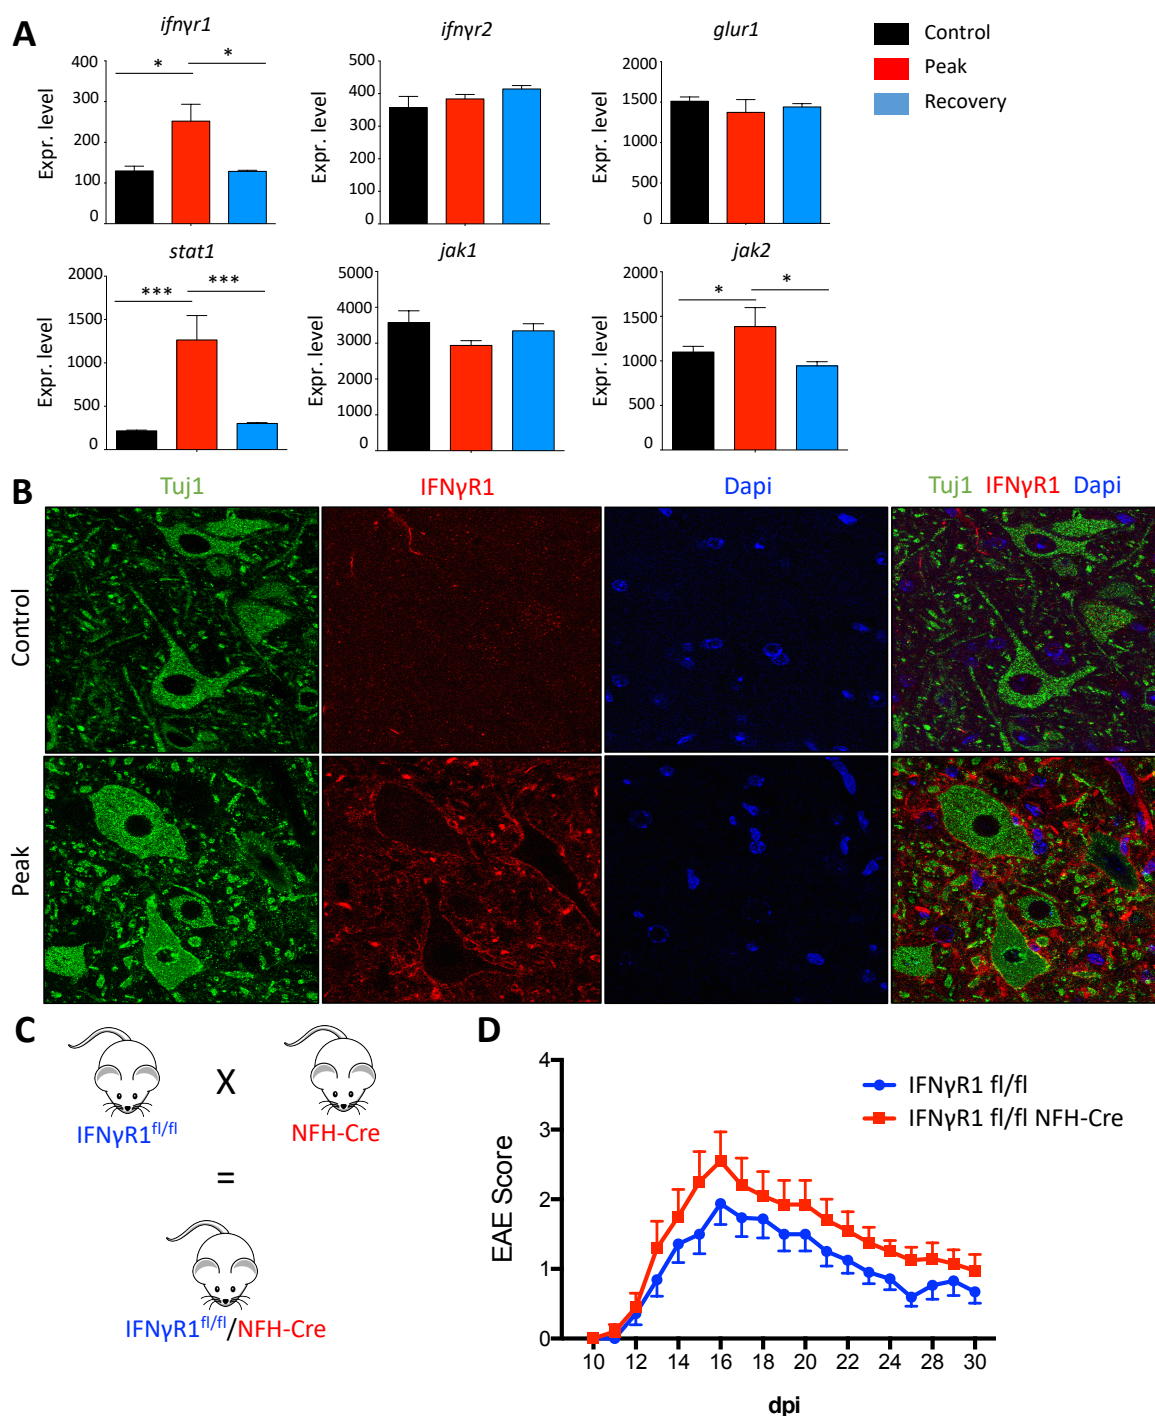 A
ifnγr1
ifnγr2
glur1
Control
Peak
Recovery
Expr. level
400
300
200
100
0
* *
Expr. level
500
400
300
200
100
0
Expr. level
2000
1500
1000
500
0
stat1
jak1
jak2
Expr. level
2000
1500
1000
500
0
*** ***
Expr. level
5000
4000
3000
2000
1000
0
Expr. level
2000
1500
1000
500
0
* *
B
Tuj1
IFNγR1
Dapi
Tuj1 IFNγR1 Dapi
Control
Peak
C
X
IFNγR1fl/fl
NFH-Cre
=
IFNγR1fl/fl/NFH-Cre
D
EAE Score
4
3
2
1
0
IFNγR1 fl/fl
IFNγR1 fl/fl NFH-Cre
10 12 14 16 18 20 22 24 26 28 30
dpi